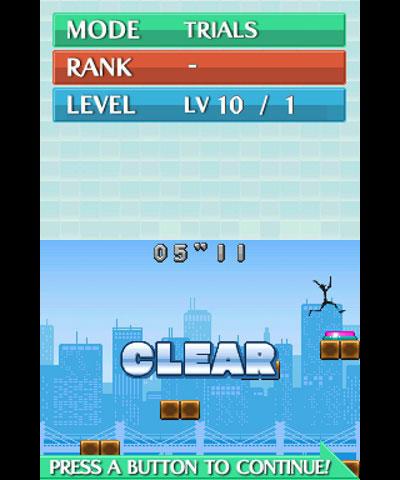 MODE TRIALS
RANK -
LEVEL LV 10 / 1
05"11
CLEAR
PRESS A BUTTON TO CONTINUE!